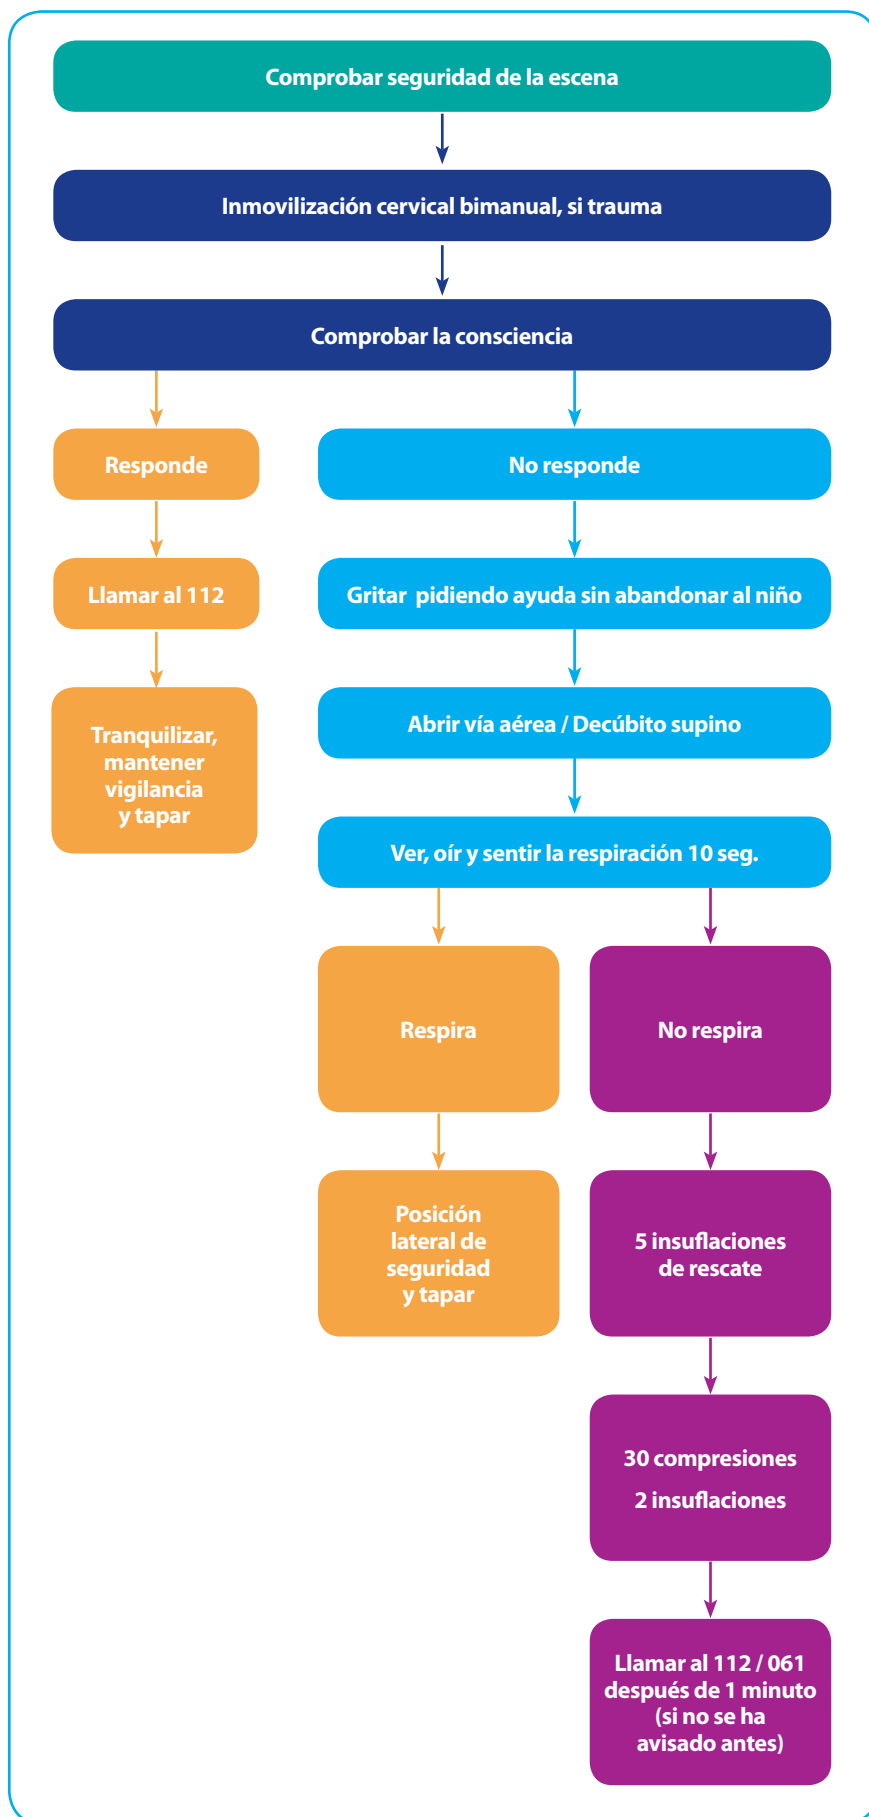 Comprobar seguridad de la escena
Inmovilización cervical bimanual, si trauma
Comprobar la consciencia
Responde
No responde
Llamar al 112
Gritar pidiendo ayuda sin abandonar al niño
Tranquilizar,
mantener
vigilancia
y tapar
Abrir vía aérea / Decúbito supino
Ver, oír y sentir la respiración 10 seg.
Respira
No respira
Posición
lateral de
seguridad
y tapar
5 insuflaciones
de rescate
30 compresiones
2 insuflaciones
Llamar al 112 / 061
después de 1 minuto
(si no se ha
avisado antes)